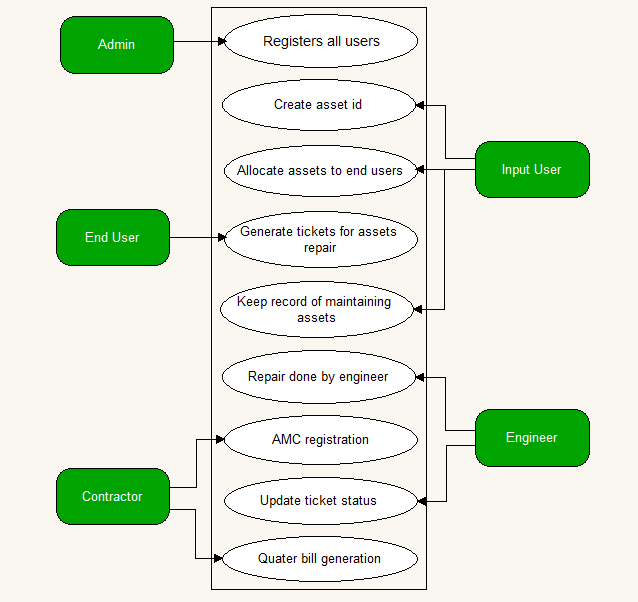 Admin
Registers all users
Create asset id
Input User
Allocate assets to end users
End User
Generate tickets for assets
repair
Keep record of maintaining
assets
Repair done by engineer
Engineer
AMC registration
Contractor
Update ticket status
Quater bill generation